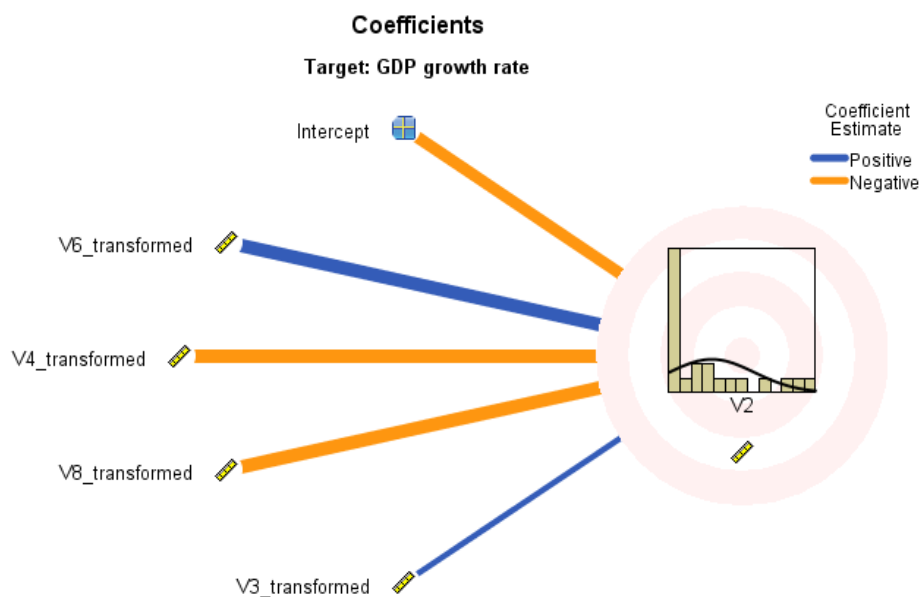 Coefficients
Target: GDP growth rate
Intercept
Coefficient
Estimate
Positive
Negative
V6_transformed
V4_transformed
V2
V8_transformed
V3_transformed